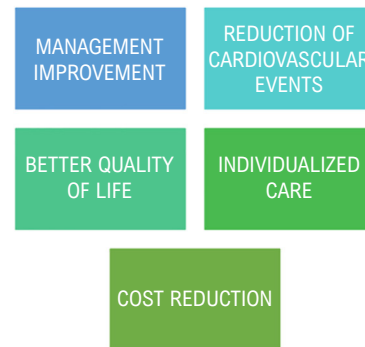 MANAGEMENT
IMPROVEMENT
REDUCTION OF
CARDIOVASCULAR
EVENTS
BETTER QUALITY
OF LIFE
INDIVIDUALIZED
CARE
COST REDUCTION